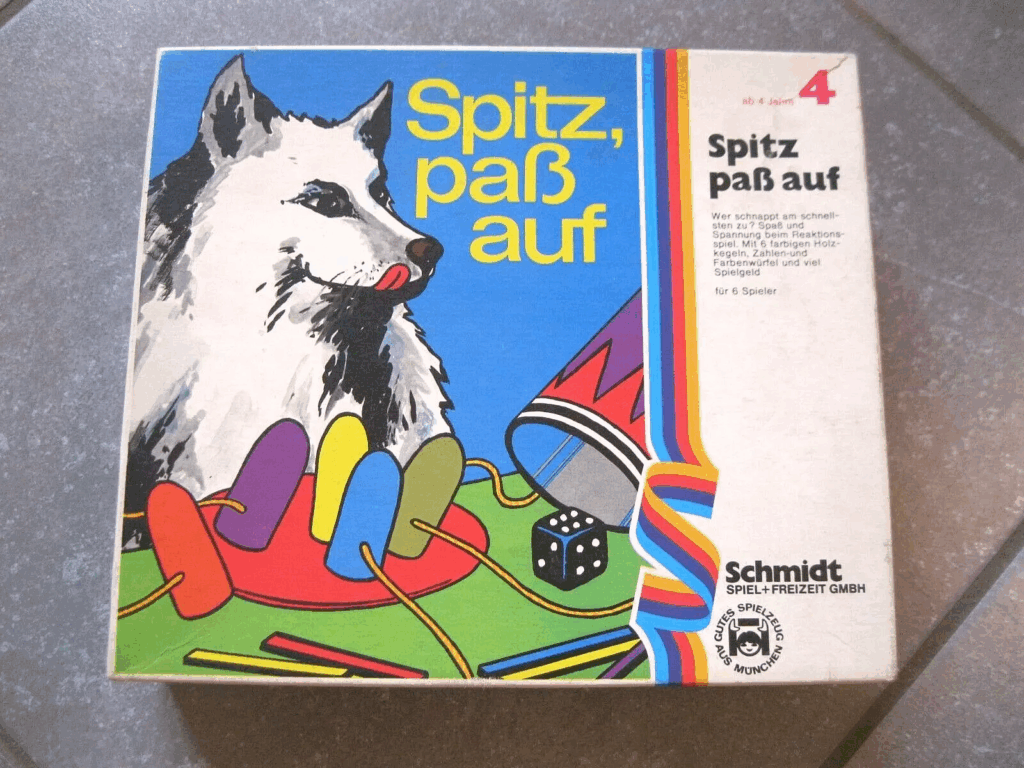 Spitz,
paß
auf
4
ab 4 Jahre
Spitz
paß auf
Wer schnappt am schnell-
sten zu? Spaß und
Spannung beim Reaktions-
spiel. Mit 6 farbigen Holz-
kegeln, Zahlen-und
Farbenwürfel und viel
Spielgeld
für 6 Spieler
Schmidt
SPIEL+FREIZEIT GMBH
GUTES SPIELZEUG
AUS MÜNCHEN